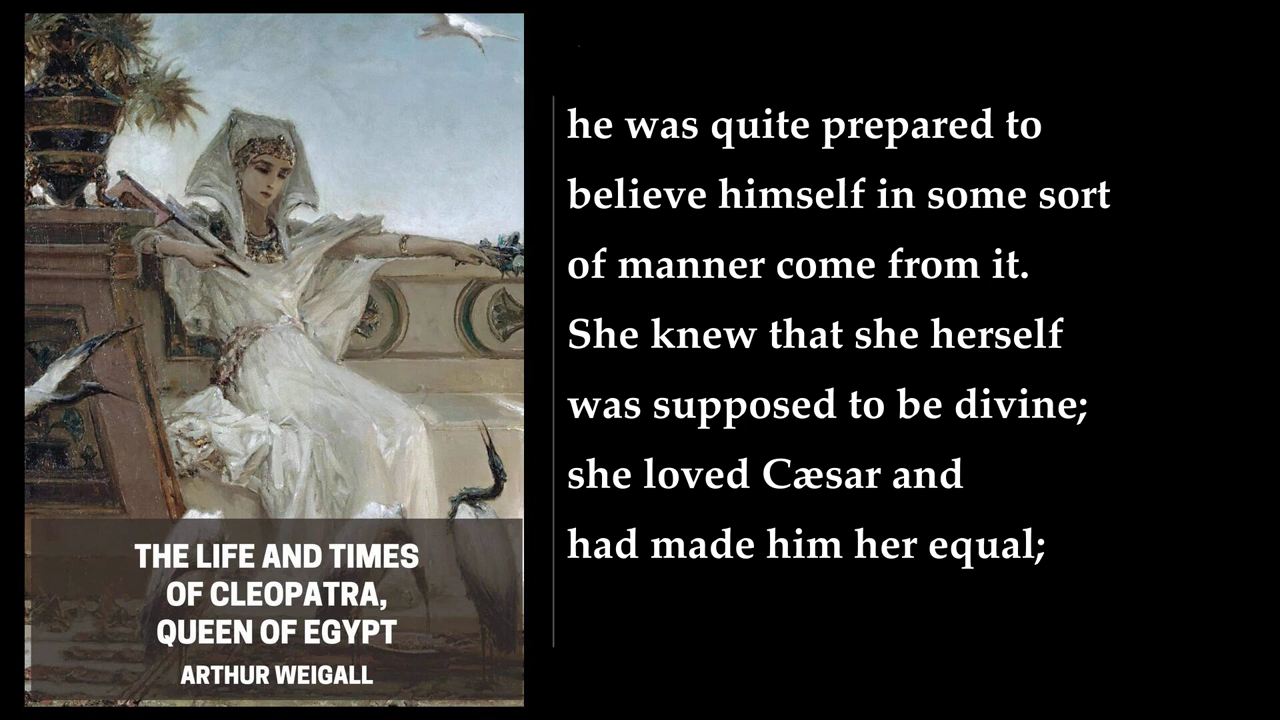 he was quite prepared to
believe himself in some sort
of manner come from it.
She knew that she herself
was supposed to be divine;
she loved Cæsar and
had made him her equal;
THE LIFE AND TIMES
OF CLEOPATRA,
QUEEN OF EGYPT
ARTHUR WEIGALL